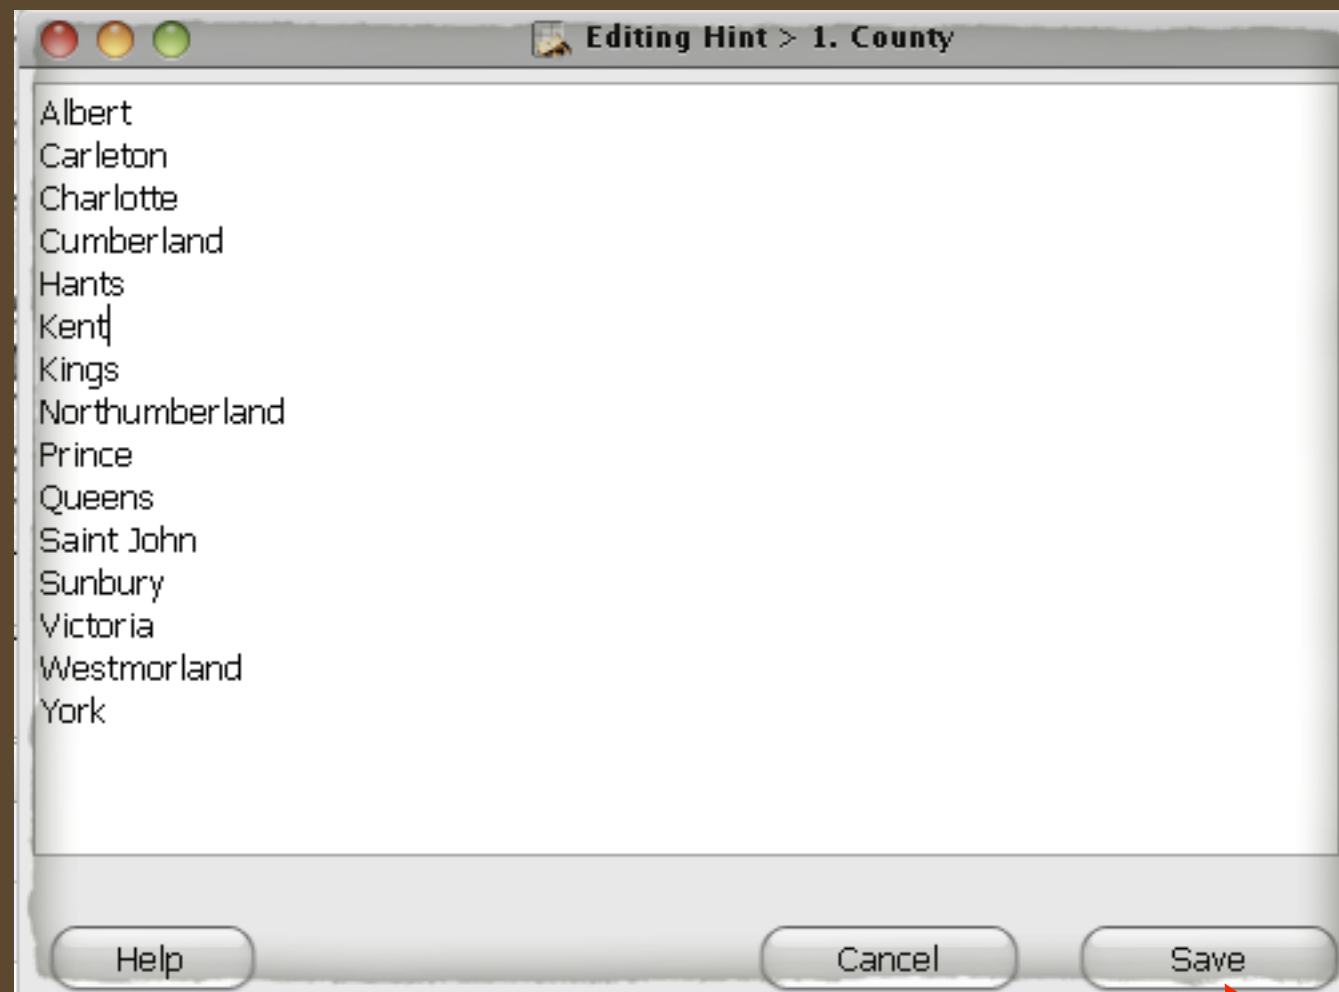 Editing Hint > 1. County
Albert
Carleton
Charlotte
Cumberland
Hants
Kent
Kings
Northumberland
Prince
Queens
Saint John
Sunbury
Victoria
Westmorland
York
Help Cancel Save